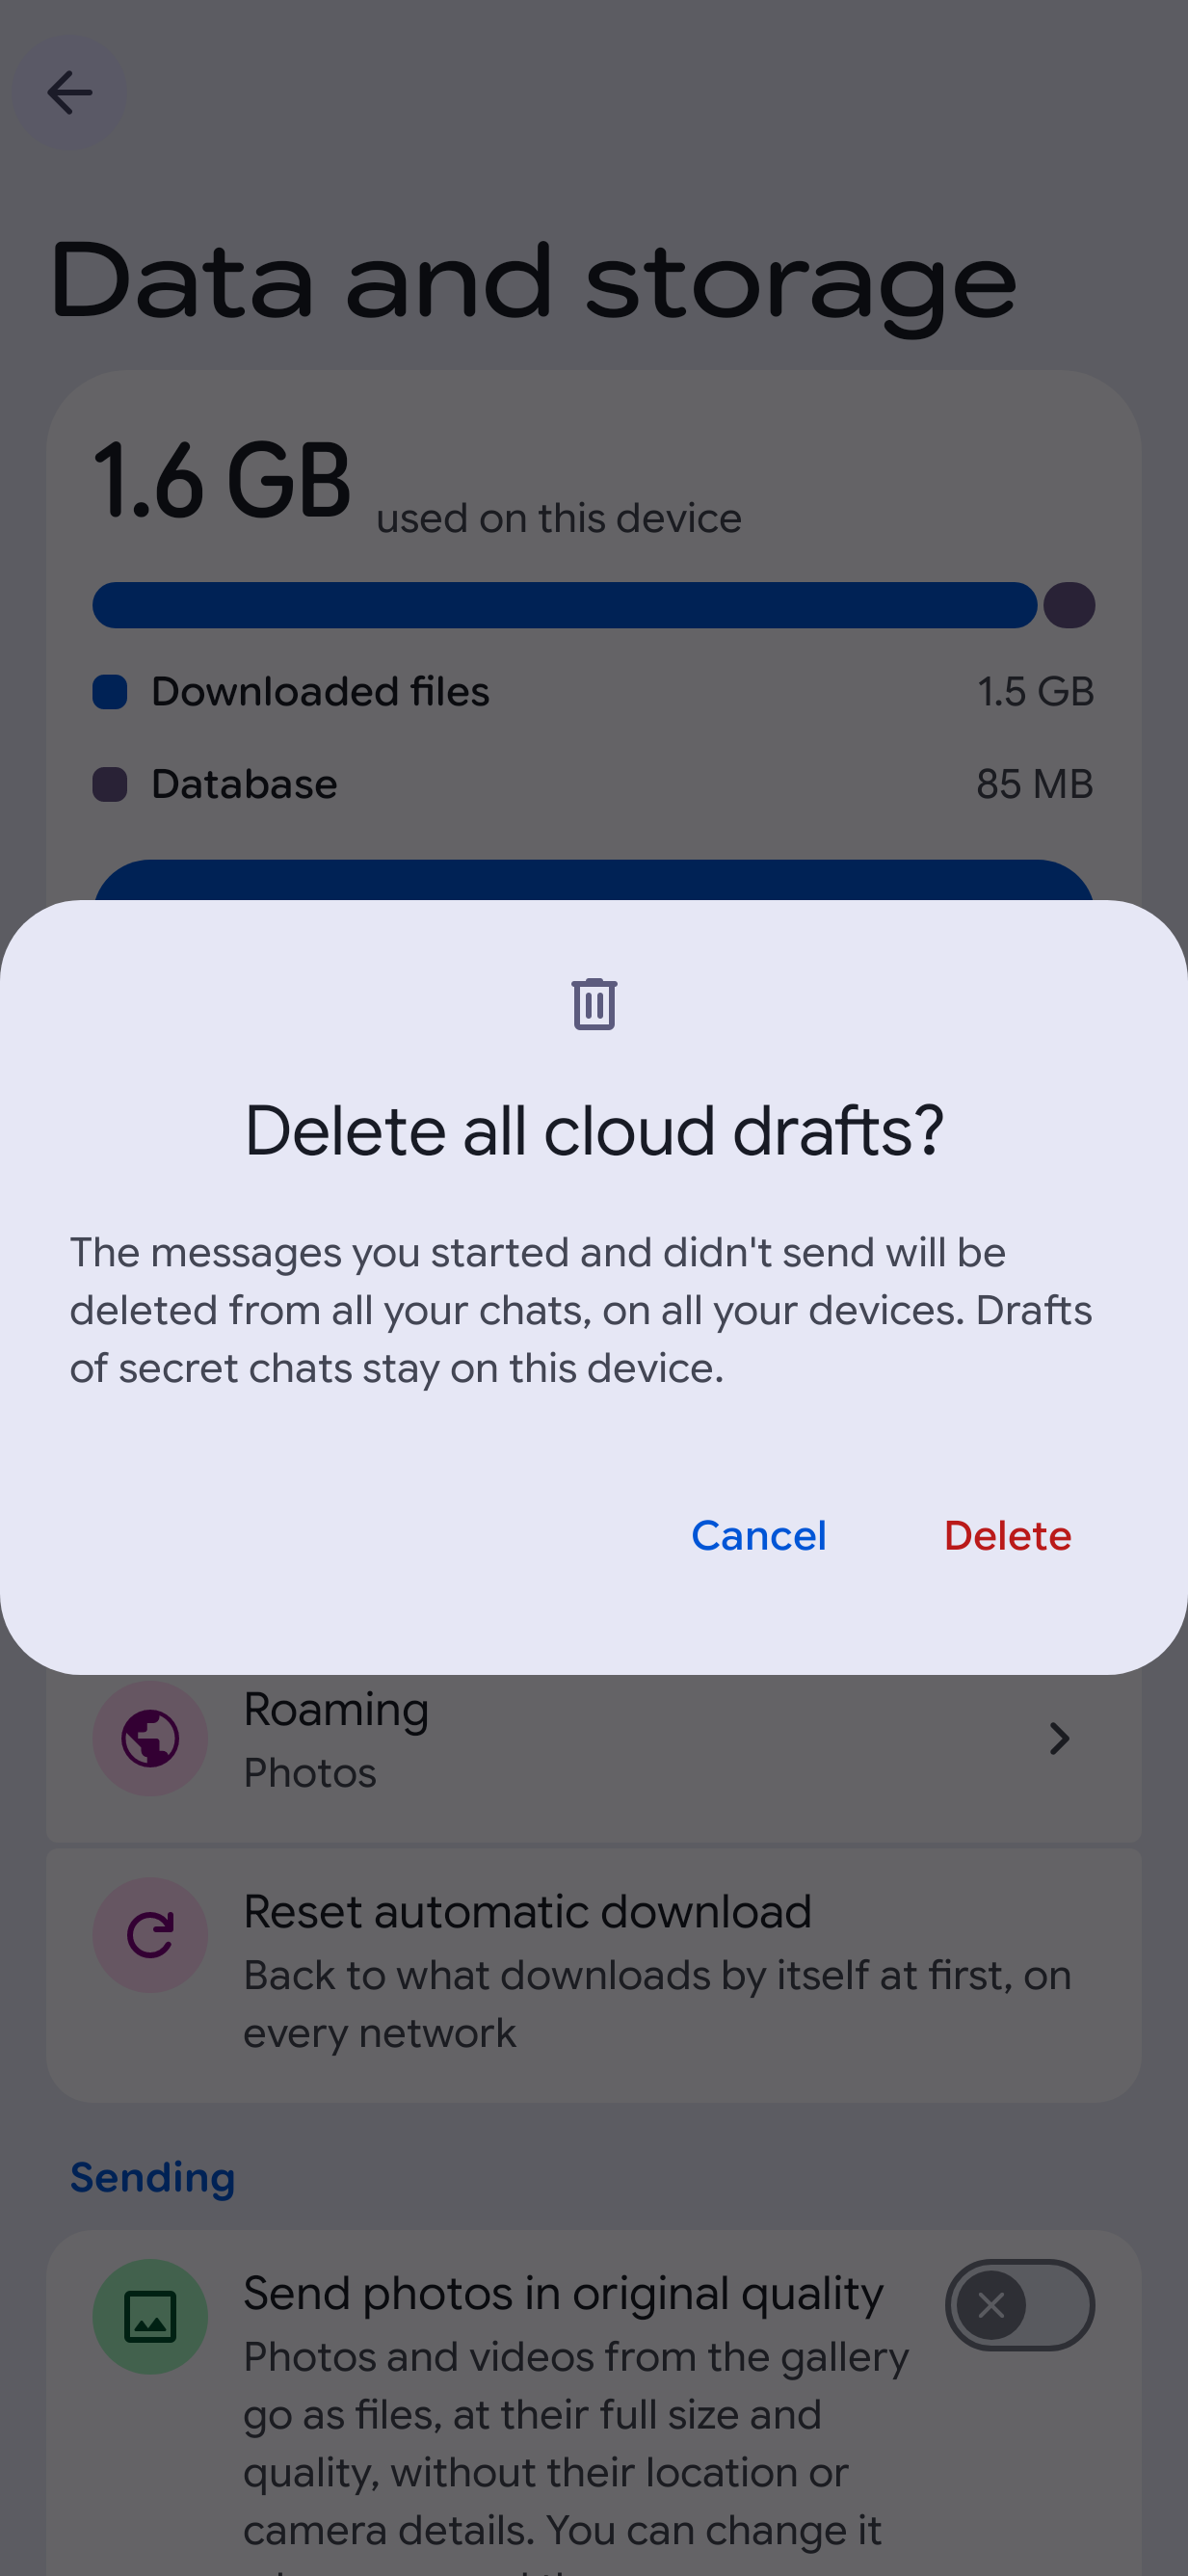 Data and storage
1.6 GB used on this device
Downloaded files 1.5 GB
Database 85 MB
Delete all cloud drafts?
The messages you started and didn't send will be
deleted from all your chats, on all your devices. Drafts
of secret chats stay on this device.
Cancel Delete
Roaming
Photos
Reset automatic download
Back to what downloads by itself at first, on
every network
Sending
Send photos in original quality
Photos and videos from the gallery
go as files, at their full size and
quality, without their location or
camera details. You can change it